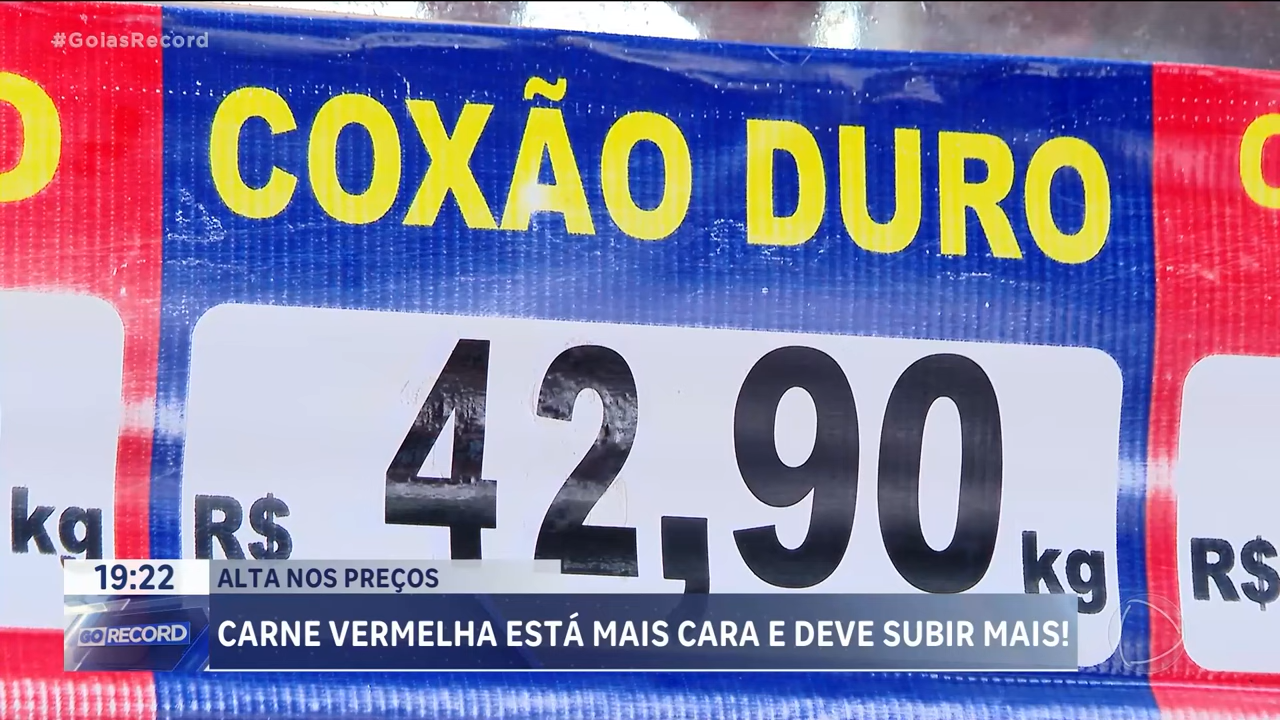 #GoiasRecord
COXÃO DURO
R$ 42,90 kg
kg
R$
19:22
ALTA NOS PREÇOS
GO RECORD
CARNE VERMELHA ESTÁ MAIS CARA E DEVE SUBIR MAIS!